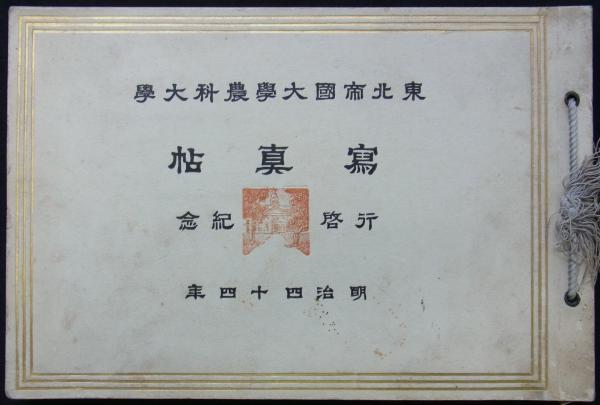 東北帝國大學農科大學
寫真帖
行啓紀念
明治四十四年